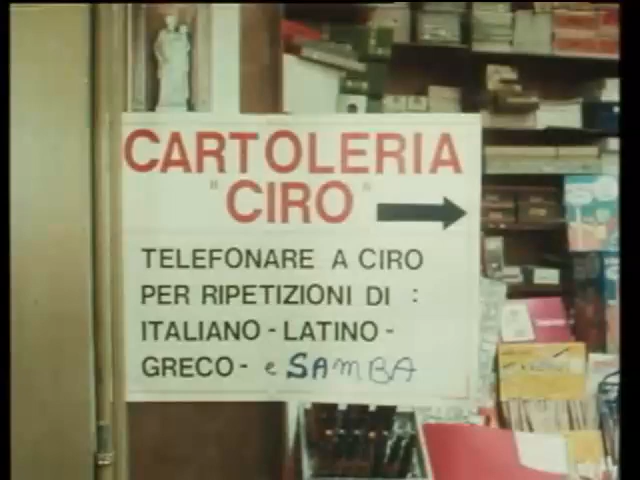 CARTOLERIA
"CIRO"
TELEFONARE A CIRO
PER RIPETIZIONI DI :
ITALIANO - LATINO -
GRECO - e SAMBA